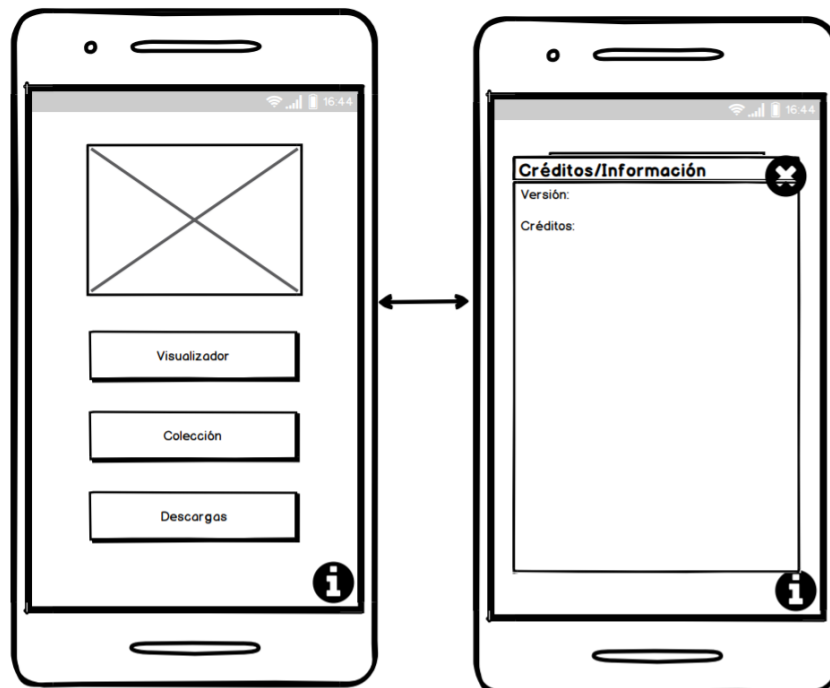 16:44
Visualizador
Colección
Descargas
i
16:44
Créditos/Información
Versión:
Créditos:
i